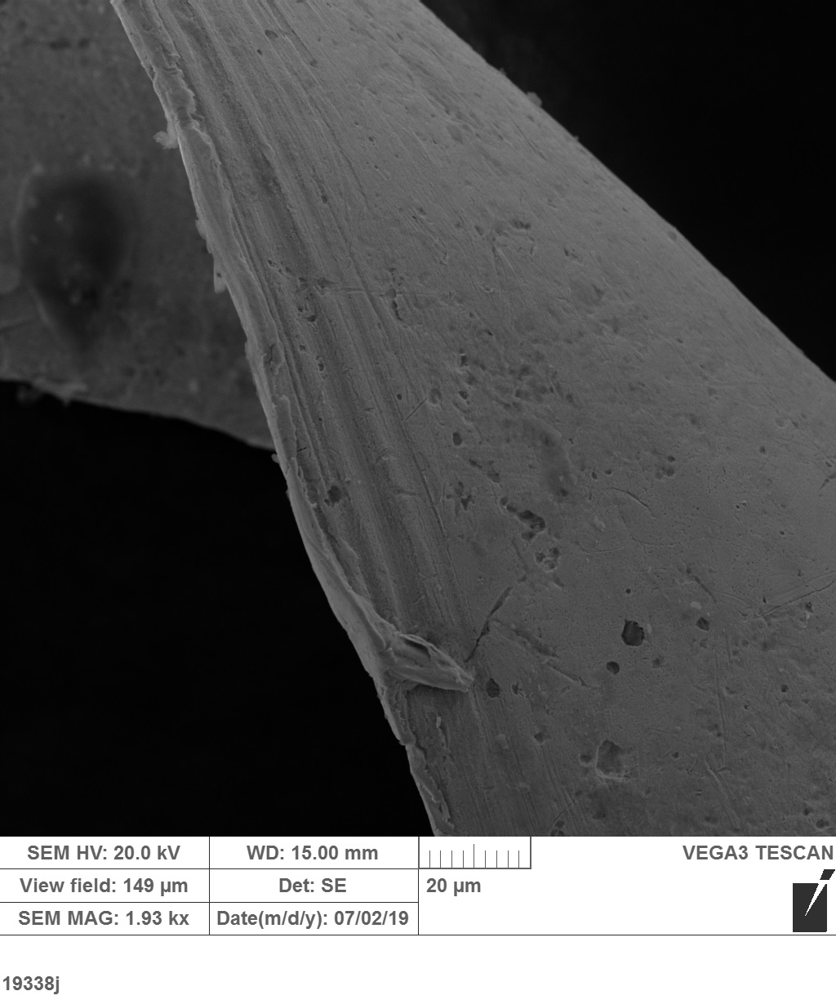 SEM HV: 20.0 kV
WD: 15.00 mm
VEGA3 TESCAN
View field: 149 µm
Det: SE
20 µm
SEM MAG: 1.93 kx
Date(m/d/y): 07/02/19
19338j